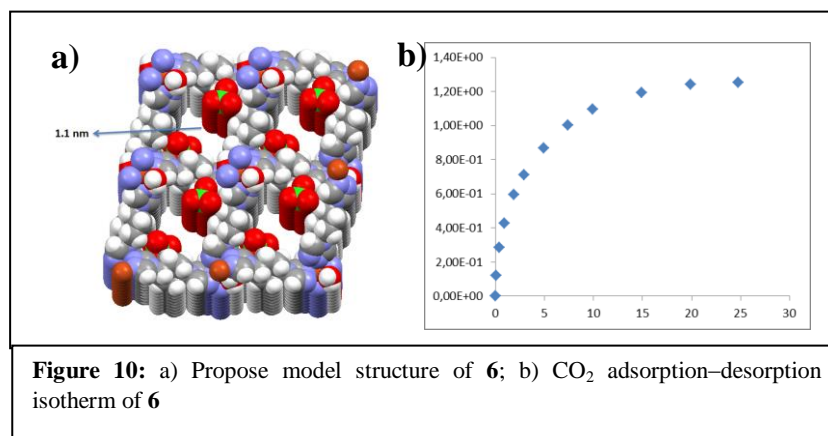 a)
1.1 nm
b)
1,40E+00
1,20E+00
1,00E+00
8,00E-01
6,00E-01
4,00E-01
2,00E-01
0,00E+00
0 5 10 15 20 25 30
Figure 10: a) Propose model structure of 6; b) CO₂ adsorption–desorption
isotherm of 6